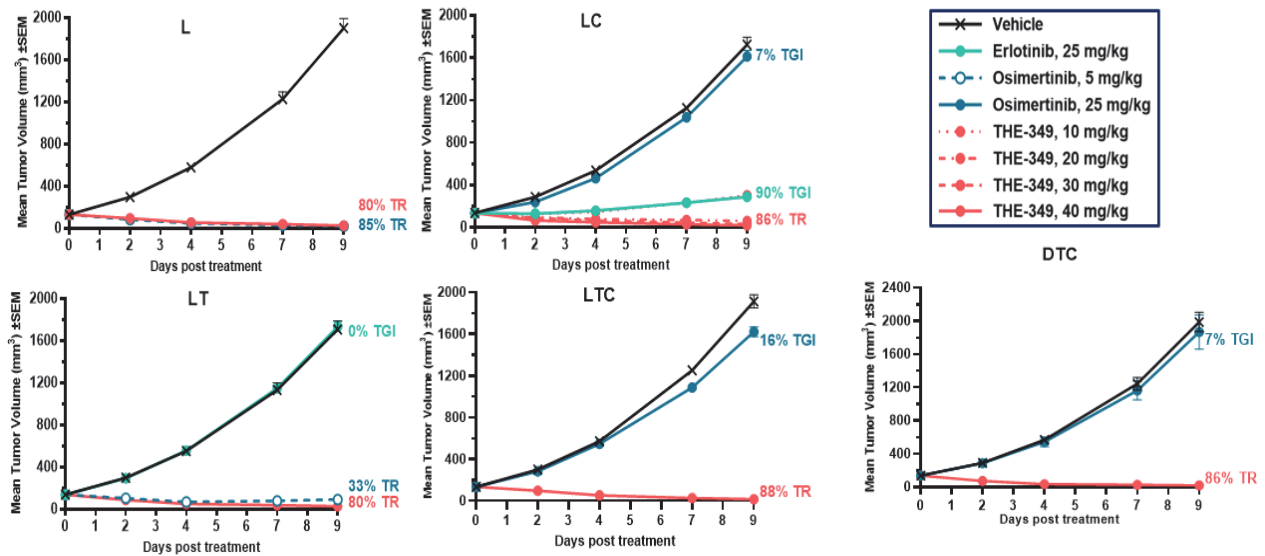 L
Mean Tumor Volume (mm³) ±SEM
2000
1600
1200
800
400
0
80% TR
85% TR
0 1 2 3 4 5 6 7 8 9
Days post treatment
LC
Mean Tumor Volume (mm³) ±SEM
2000
1600
1200
800
400
0
7% TGI
90% TGI
86% TR
0 1 2 3 4 5 6 7 8 9
Days post treatment
Vehicle
Erlotinib, 25 mg/kg
Osimertinib, 5 mg/kg
Osimertinib, 25 mg/kg
THE-349, 10 mg/kg
THE-349, 20 mg/kg
THE-349, 30 mg/kg
THE-349, 40 mg/kg
LT
Mean Tumor Volume (mm³) ±SEM
2000
1600
1200
800
400
0
0% TGI
33% TR
80% TR
0 1 2 3 4 5 6 7 8 9
Days post treatment
LTC
Mean Tumor Volume (mm³) ±SEM
2000
1600
1200
800
400
0
16% TGI
88% TR
0 1 2 3 4 5 6 7 8 9
Days post treatment
DTC
Mean Tumor Volume (mm³) ±SEM
2400
2000
1600
1200
800
400
0
7% TGI
86% TR
0 1 2 3 4 5 6 7 8 9
Days post treatment